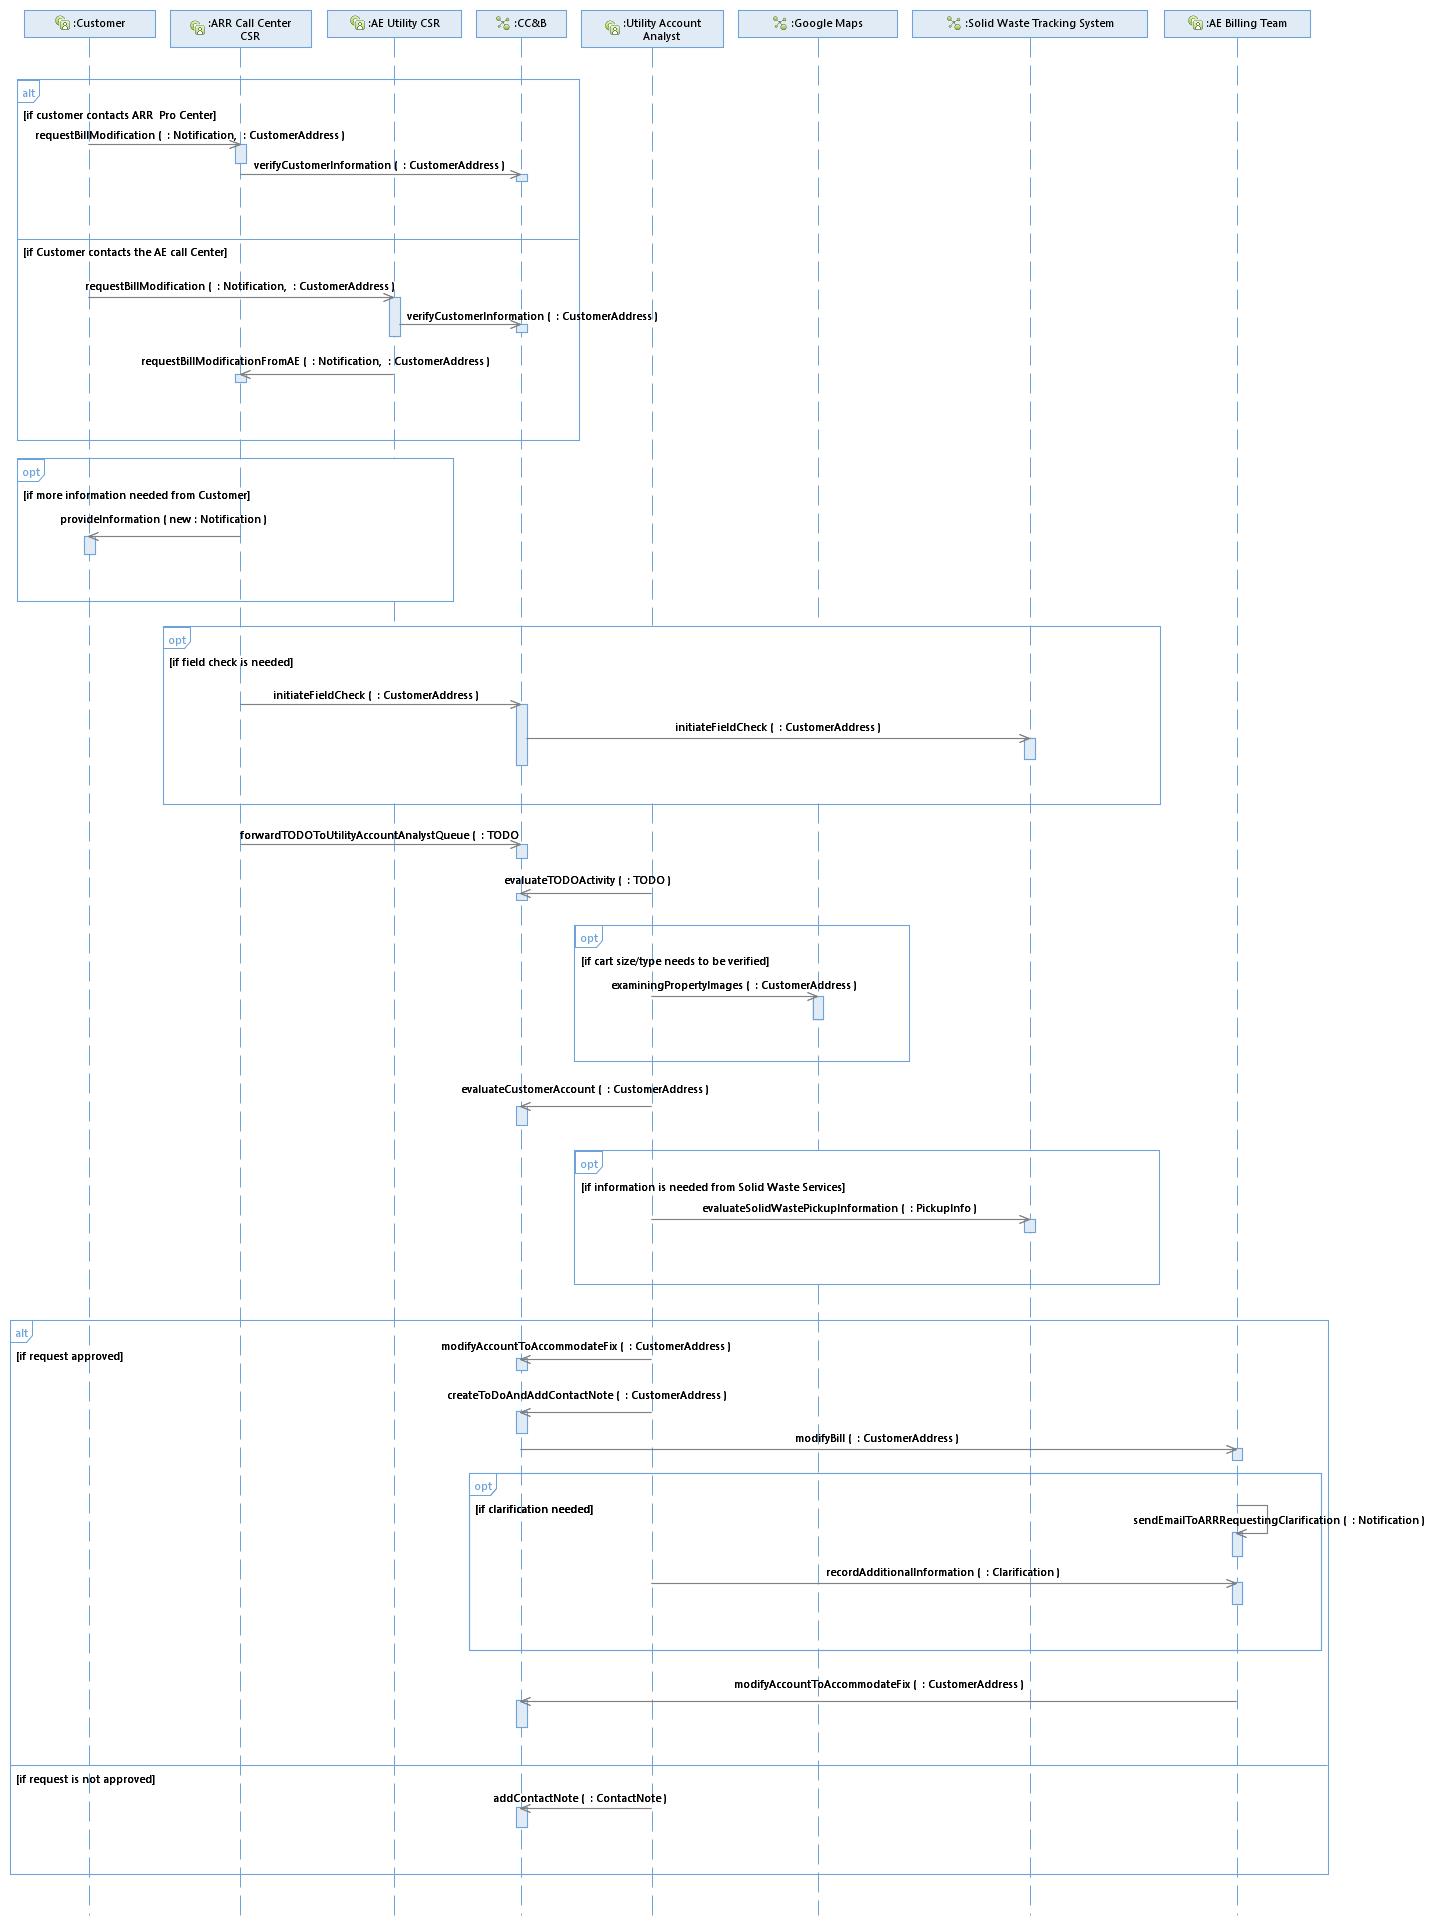 :Customer
:ARR Call Center
CSR
:AE Utility CSR
:CC&B
:Utility Account
Analyst
:Google Maps
:Solid Waste Tracking System
:AE Billing Team
alt
[if customer contacts ARR  Pro Center]
requestBillModification (  : Notification,  : CustomerAddress )
verifyCustomerInformation (  : CustomerAddress )
[if Customer contacts the AE call Center]
requestBillModification (  : Notification,  : CustomerAddress )
verifyCustomerInformation (  : CustomerAddress )
requestBillModificationFromAE (  : Notification,  : CustomerAddress )
opt
[if more information needed from Customer]
provideInformation ( new : Notification )
opt
[if field check is needed]
initiateFieldCheck (  : CustomerAddress )
initiateFieldCheck (  : CustomerAddress )
forwardTODOToUtilityAccountAnalystQueue (  : TODO
evaluateTODOActivity (  : TODO )
opt
[if cart size/type needs to be verified]
examiningPropertyImages (  : CustomerAddress )
evaluateCustomerAccount (  : CustomerAddress )
opt
[if information is needed from Solid Waste Services]
evaluateSolidWastePickupInformation (  : PickupInfo )
alt
[if request approved]
modifyAccountToAccommodateFix (  : CustomerAddress )
createToDoAndAddContactNote (  : CustomerAddress )
modifyBill (  : CustomerAddress )
opt
[if clarification needed]
sendEmailToARRRequestingClarification (  : Notification )
recordAdditionalInformation (  : Clarification )
modifyAccountToAccommodateFix (  : CustomerAddress )
[if request is not approved]
addContactNote (  : ContactNote )